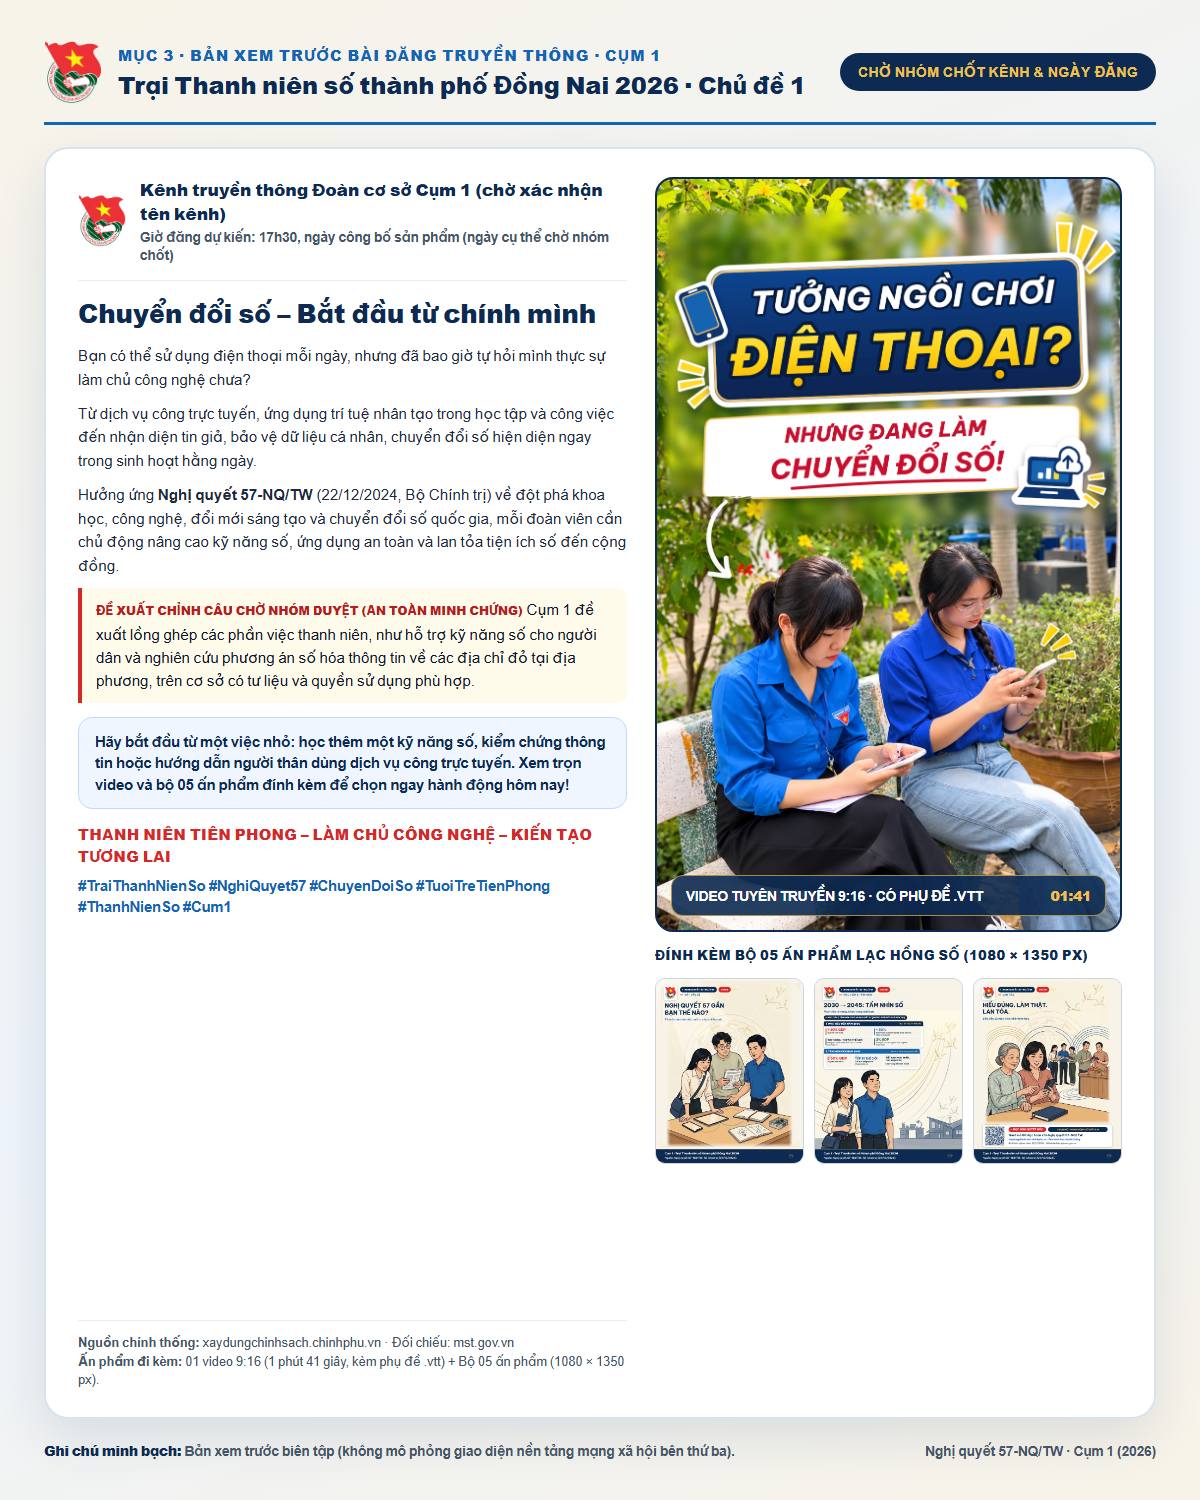 MỤC 3 · BẢN XEM TRƯỚC BÀI ĐĂNG TRUYỀN THÔNG · CỤM 1
Trại Thanh niên số thành phố Đồng Nai 2026 · Chủ đề 1
CHỜ NHÓM CHỐT KÊNH & NGÀY ĐĂNG
Kênh truyền thông Đoàn cơ sở Cụm 1 (chờ xác nhận
tên kênh)
Giờ đăng dự kiến: 17h30, ngày công bố sản phẩm (ngày cụ thể chờ nhóm
chốt)
Chuyển đổi số – Bắt đầu từ chính mình
Bạn có thể sử dụng điện thoại mỗi ngày, nhưng đã bao giờ tự hỏi mình thực sự
làm chủ công nghệ chưa?
Từ dịch vụ công trực tuyến, ứng dụng trí tuệ nhân tạo trong học tập và công việc
đến nhận diện tin giả, bảo vệ dữ liệu cá nhân, chuyển đổi số hiện diện ngay
trong sinh hoạt hằng ngày.
Hưởng ứng Nghị quyết 57-NQ/TW (22/12/2024, Bộ Chính trị) về đột phá khoa
học, công nghệ, đổi mới sáng tạo và chuyển đổi số quốc gia, mỗi đoàn viên cần
chủ động nâng cao kỹ năng số, ứng dụng an toàn và lan tỏa tiện ích số đến cộng
đồng.
ĐỀ XUẤT CHỈNH CÂU CHỜ NHÓM DUYỆT (AN TOÀN MINH CHỨNG) Cụm 1 đề
xuất lồng ghép các phần việc thanh niên, như hỗ trợ kỹ năng số cho người
dân và nghiên cứu phương án số hóa thông tin về các địa chỉ đỏ tại địa
phương, trên cơ sở có tư liệu và quyền sử dụng phù hợp.
Hãy bắt đầu từ một việc nhỏ: học thêm một kỹ năng số, kiểm chứng thông
tin hoặc hướng dẫn người thân dùng dịch vụ công trực tuyến. Xem trọn
video và bộ 05 ấn phẩm đính kèm để chọn ngay hành động hôm nay!
THANH NIÊN TIÊN PHONG – LÀM CHỦ CÔNG NGHỆ – KIẾN TẠO
TƯƠNG LAI
#TraiThanhNienSo #NghiQuyet57 #ChuyenDoiSo #TuoiTreTienPhong
#ThanhNienSo #Cum1
Nguồn chính thống: xaydungchinhsach.chinhphu.vn · Đối chiếu: mst.gov.vn
Ấn phẩm đi kèm: 01 video 9:16 (1 phút 41 giây, kèm phụ đề .vtt) + Bộ 05 ấn phẩm (1080 × 1350
px).
TƯỞNG NGỒI CHƠI
ĐIỆN THOẠI?
NHƯNG ĐANG LÀM
CHUYỂN ĐỔI SỐ!
VIDEO TUYÊN TRUYỀN 9:16 · CÓ PHỤ ĐỀ .VTT 01:41
ĐÍNH KÈM BỘ 05 ẤN PHẨM LẠC HỒNG SỐ (1080 × 1350 PX)
NGHỊ QUYẾT 57 GẦN
BẠN THẾ NÀO?
2030 → 2045: TẦM NHÌN SỐ
HIỂU ĐÚNG. LÀM THẬT.
LAN TỎA.
Ghi chú minh bạch: Bản xem trước biên tập (không mô phỏng giao diện nền tảng mạng xã hội bên thứ ba).
Nghị quyết 57-NQ/TW · Cụm 1 (2026)